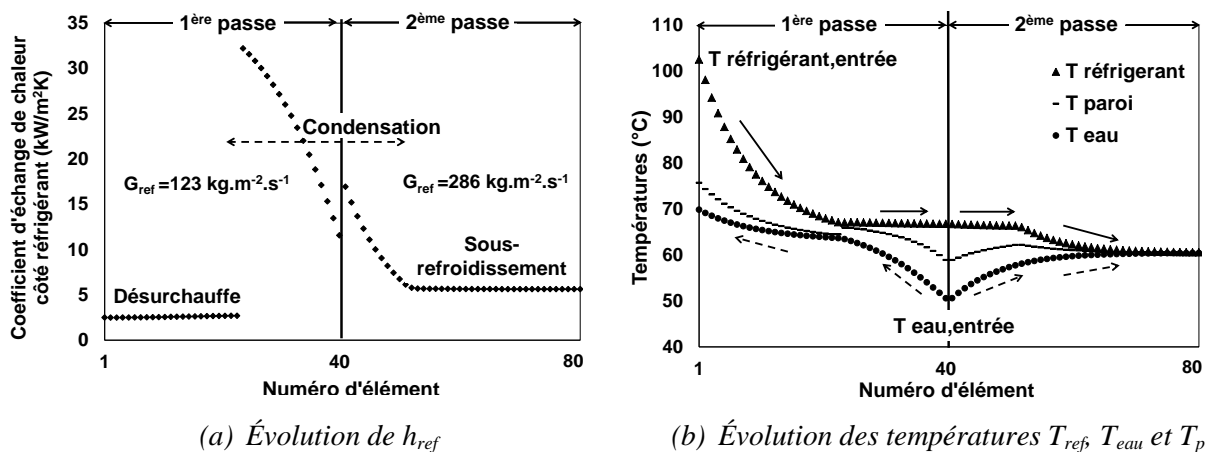 Coefficient d'échange de chaleur
côté réfrigérant (kW/m²K)
35
30
25
20
15
10
5
0
1ère passe
2ème passe
Condensation
Gref =123 kg.m-2.s-1
Gref =286 kg.m-2.s-1
Désurchauffe
Sous-
refroidissement
1
40
80
Numéro d'élément
(a) Évolution de href
Températures (°C)
110
100
90
80
70
60
50
40
1ère passe
2ème passe
T réfrigérant,entrée
T réfrigerant
T paroi
T eau
T eau,entrée
1
40
80
Numéro d'élément
(b) Évolution des températures Tref, Teau et Tp